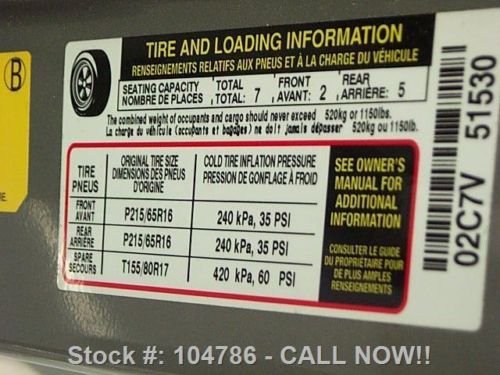 B
TIRE AND LOADING INFORMATION
RENSEIGNEMENTS RELATIFS AUX PNEUS ET À LA CHARGE DU VÉHICULE
SEATING CAPACITY TOTAL FRONT REAR
NOMBRE DE PLACES TOTAL: 7 AVANT: 2 ARRIÈRE: 5
The combined weight of occupants and cargo should never exceed 520kg or 1150lbs.
La charge du véhicule (occupants et bagages) ne doit jamais dépasser 520kg ou 1150lb.
TIRE ORIGINAL TIRE SIZE COLD TIRE INFLATION PRESSURE
PNEUS DIMENSIONS DES PNEUS PRESSION DE GONFLAGE À FROID
D'ORIGINE
FRONT
AVANT P215/65R16 240 kPa, 35 PSI
REAR
ARRIÈRE P215/65R16 240 kPa, 35 PSI
SPARE
SECOURS T155/80R17 420 kPa, 60 PSI
SEE OWNER'S
MANUAL FOR
ADDITIONAL
INFORMATION
CONSULTER LE GUIDE
DU PROPRIÉTAIRE POUR
DE PLUS AMPLES
RENSEIGNEMENTS
02C7V 51530
RE.
Stock #: 104786 - CALL NOW!!